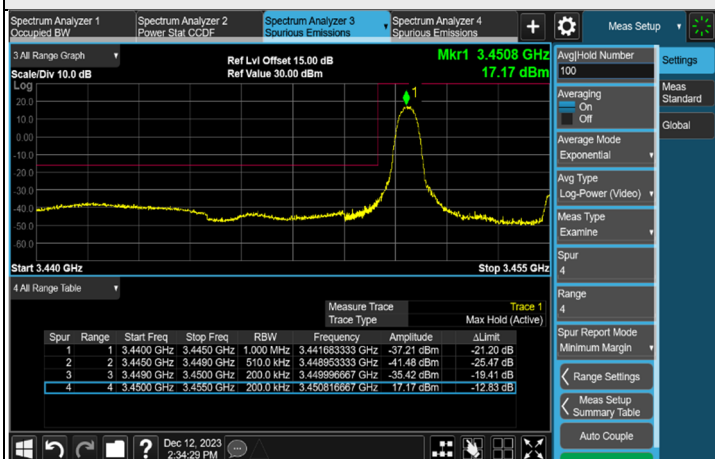 Spectrum Analyzer 1
Occupied BW
Spectrum Analyzer 2
Power Stat CCDF
Spectrum Analyzer 3
Spurious Emissions
Spectrum Analyzer 4
Spurious Emissions
+
Meas Setup
3 All Range Graph
Ref Lvl Offset 15.00 dB
Mkr1 3.4508 GHz
Scale/Div 10.0 dB
Ref Value 30.00 dBm
17.17 dBm
Log
20.0
10.0
0.00
-10.0
-20.0
-30.0
-40.0
-50.0
-60.0
1
Start 3.440 GHz
Stop 3.455 GHz
4 All Range Table
Measure Trace Trace 1
Trace Type Max Hold (Active)
Spur Range Start Freq Stop Freq RBW Frequency Amplitude ΔLimit
1 1 3.4400 GHz 3.4450 GHz 1.000 MHz 3.441683333 GHz -37.21 dBm -21.20 dB
2 2 3.4450 GHz 3.4490 GHz 510.0 kHz 3.448953333 GHz -41.48 dBm -25.47 dB
3 3 3.4490 GHz 3.4500 GHz 200.0 kHz 3.449996667 GHz -35.42 dBm -19.41 dB
4 4 3.4500 GHz 3.4550 GHz 200.0 kHz 3.450816667 GHz 17.17 dBm -12.83 dB
Avg|Hold Number
100
Averaging
On
Off
Average Mode
Exponential
Avg Type
Log-Power (Video)
Meas Type
Examine
Spur
4
Range
4
Spur Report Mode
Minimum Margin
Range Settings
Meas Setup
Summary Table
Auto Couple
Settings
Meas
Standard
Global
?
Dec 12, 2023
2:34:29 PM